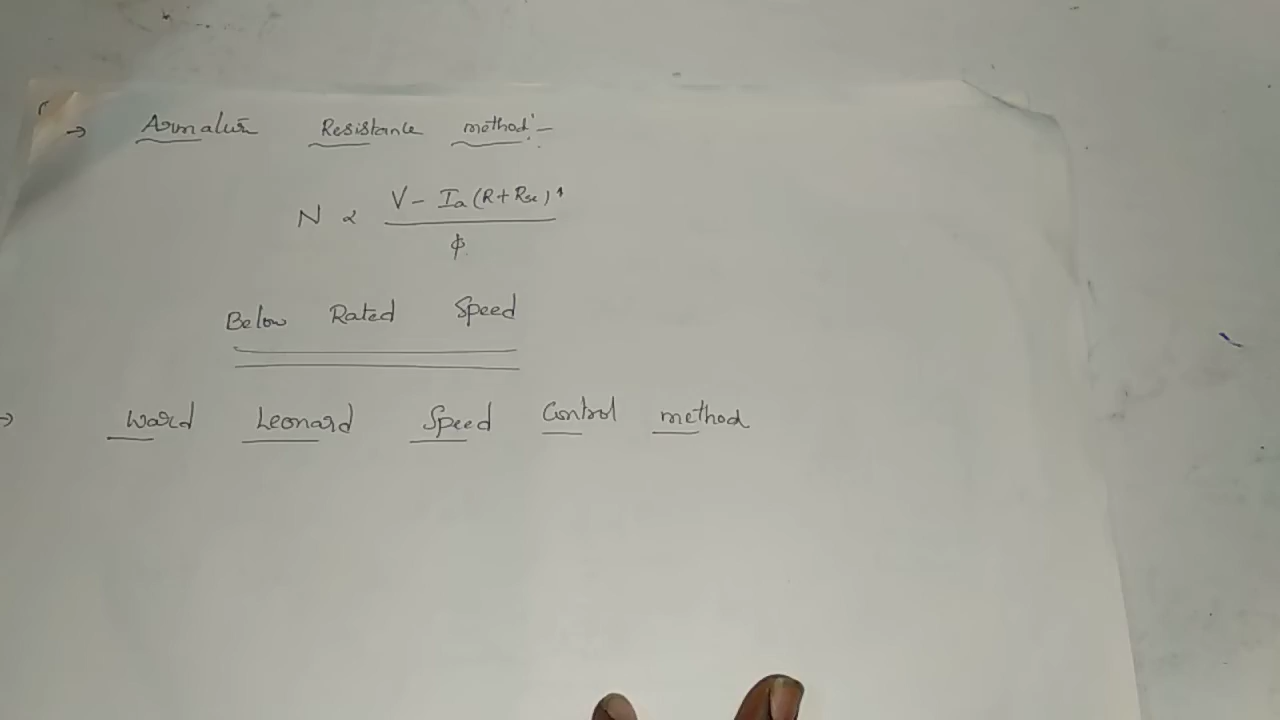 → Armature Resistance method:-
N ∝ (V - Ia (R + Rse)↑) / ϕ
Below Rated Speed
→ Ward Leonard Speed Control method